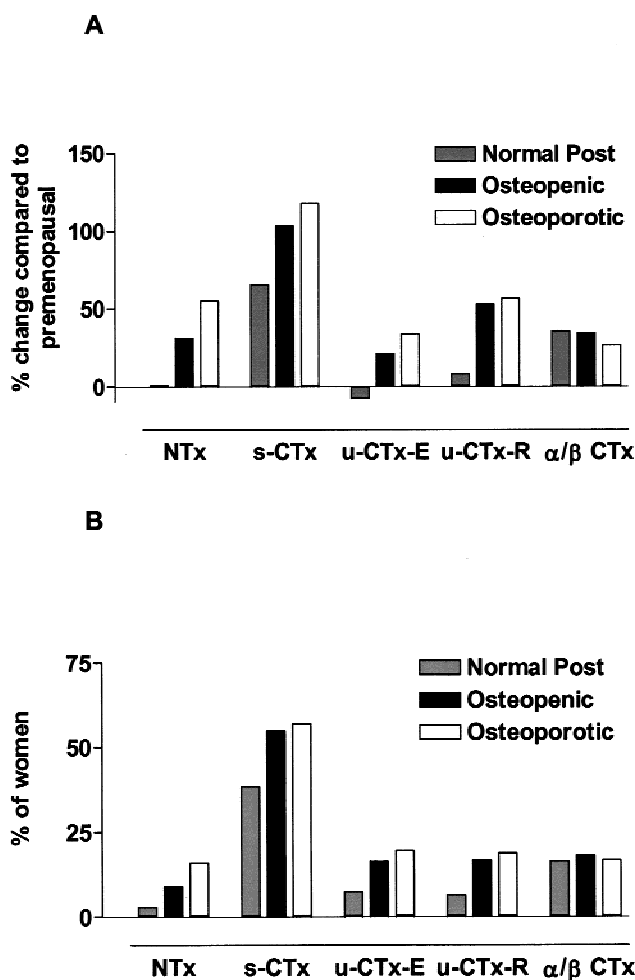 A
% change compared to
premenopausal
150
100
50
0
Normal Post
Osteopenic
Osteoporotic
NTx
s-CTx
u-CTx-E
u-CTx-R
α/β CTx
B
% of women
75
50
25
0
Normal Post
Osteopenic
Osteoporotic
NTx
s-CTx
u-CTx-E
u-CTx-R
α/β CTx